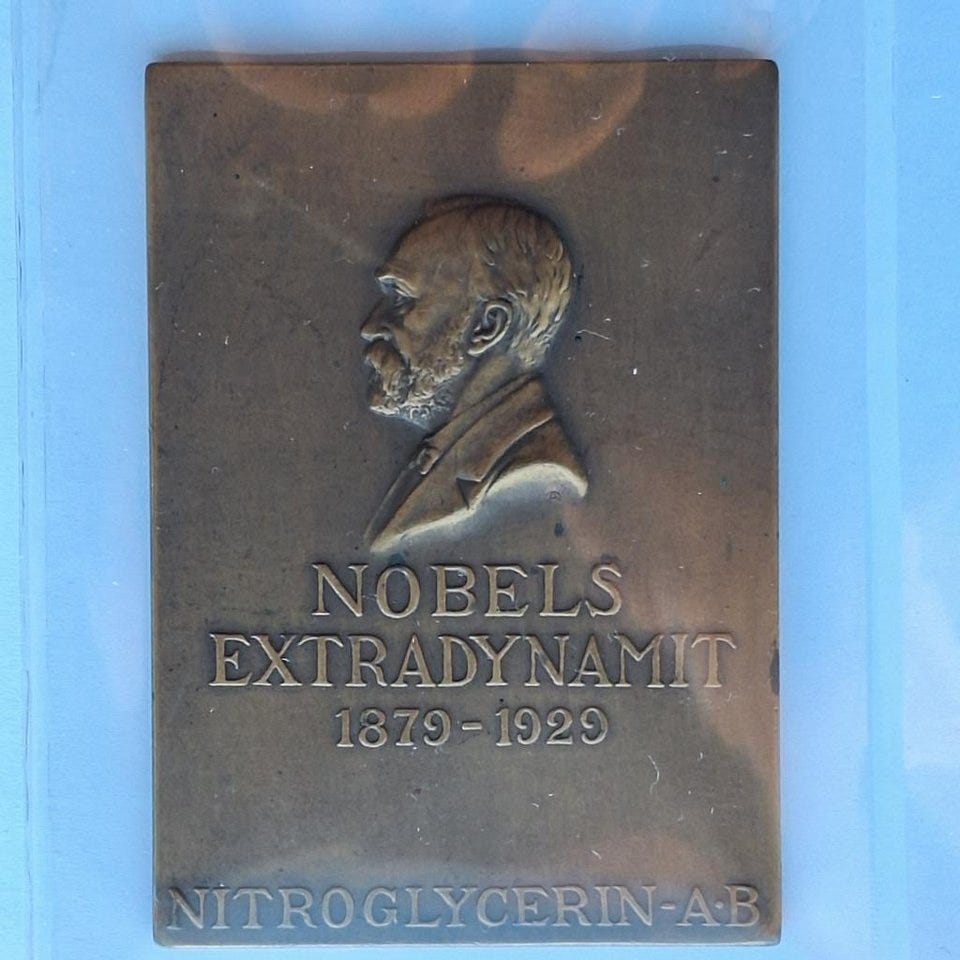 NOBELS
EXTRADYNAMIT
1879-1929
NITROGLYCERIN-A·B